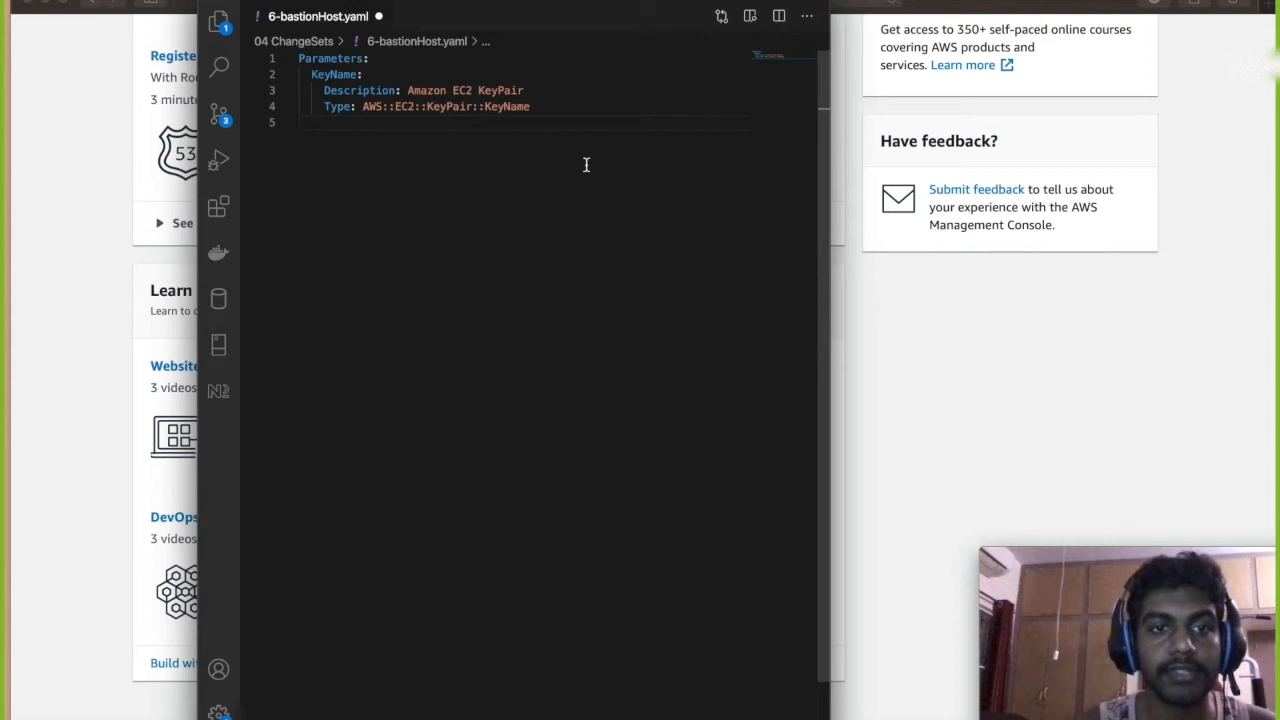 6-bastionHost.yaml
04 ChangeSets > ! 6-bastionHost.yaml > ...
1 Parameters:
2 KeyName:
3 Description: Amazon EC2 KeyPair
4 Type: AWS::EC2::KeyPair::KeyName
5
1
3
Registe
With Ro
3 minut
53
See
Learn
Learn to
Website
3 videos
DevOps
3 videos
Build wi
Get access to 350+ self-paced online courses
covering AWS products and
services. Learn more
Have feedback?
Submit feedback to tell us about
your experience with the AWS
Management Console.